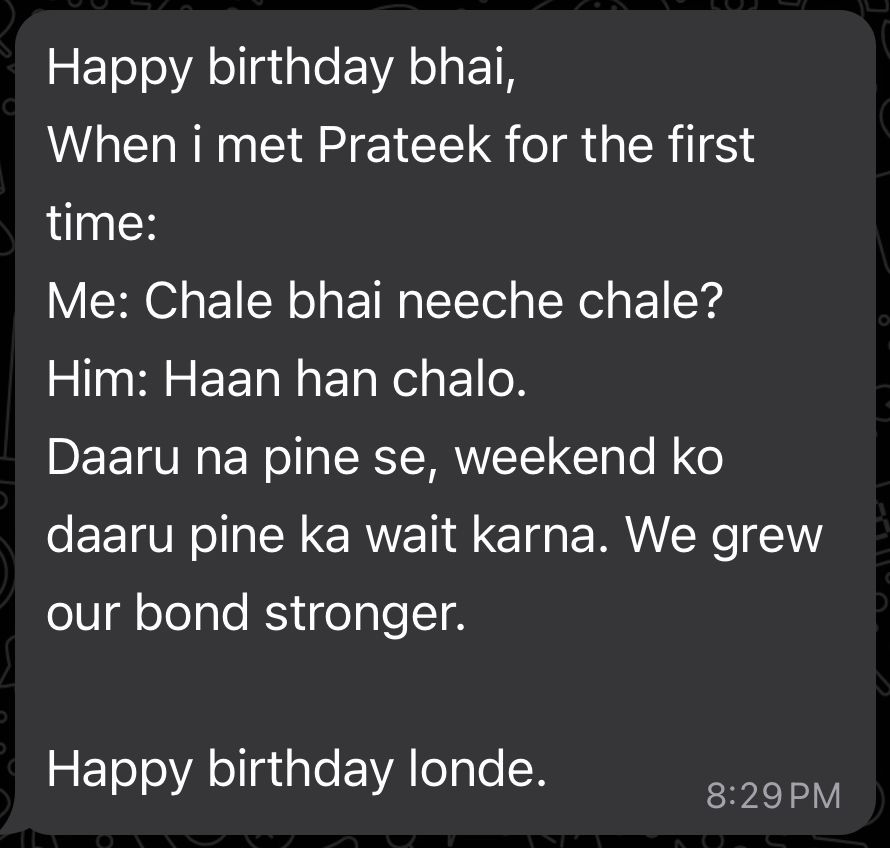 Happy birthday bhai,
When i met Prateek for the first
time:
Me: Chale bhai neeche chale?
Him: Haan han chalo.
Daaru na pine se, weekend ko
daaru pine ka wait karna. We grew
our bond stronger.
Happy birthday londe.
8:29 PM